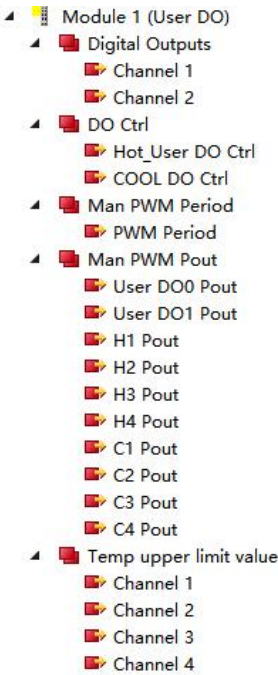 Module 1 (User DO)
Digital Outputs
Channel 1
Channel 2
DO Ctrl
Hot_User DO Ctrl
COOL DO Ctrl
Man PWM Period
PWM Period
Man PWM Pout
User DO0 Pout
User DO1 Pout
H1 Pout
H2 Pout
H3 Pout
H4 Pout
C1 Pout
C2 Pout
C3 Pout
C4 Pout
Temp upper limit value
Channel 1
Channel 2
Channel 3
Channel 4